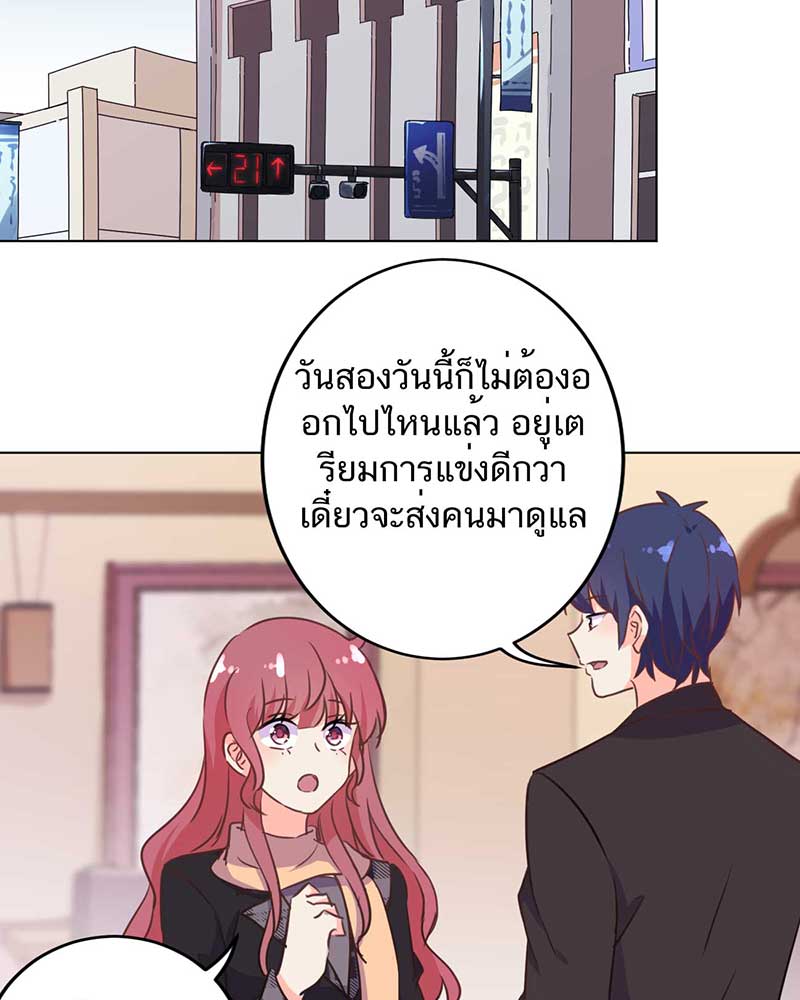 21
วันสองวันนี้ก็ไม่ต้องอ
อกไปไหนแล้ว อยู่เต
รียมการแข่งดีกว่า
เดี๋ยวจะส่งคนมาดูแล